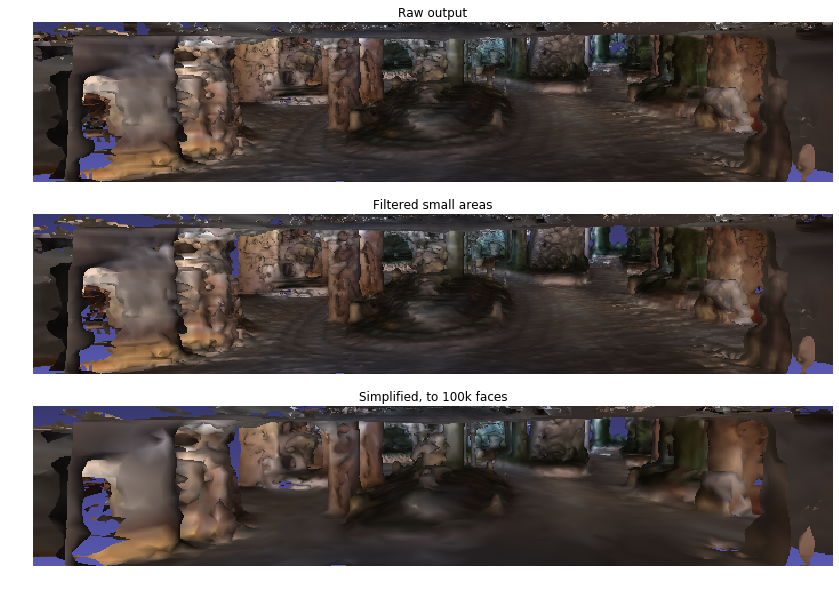 Raw output
Filtered small areas
Simplified, to 100k faces